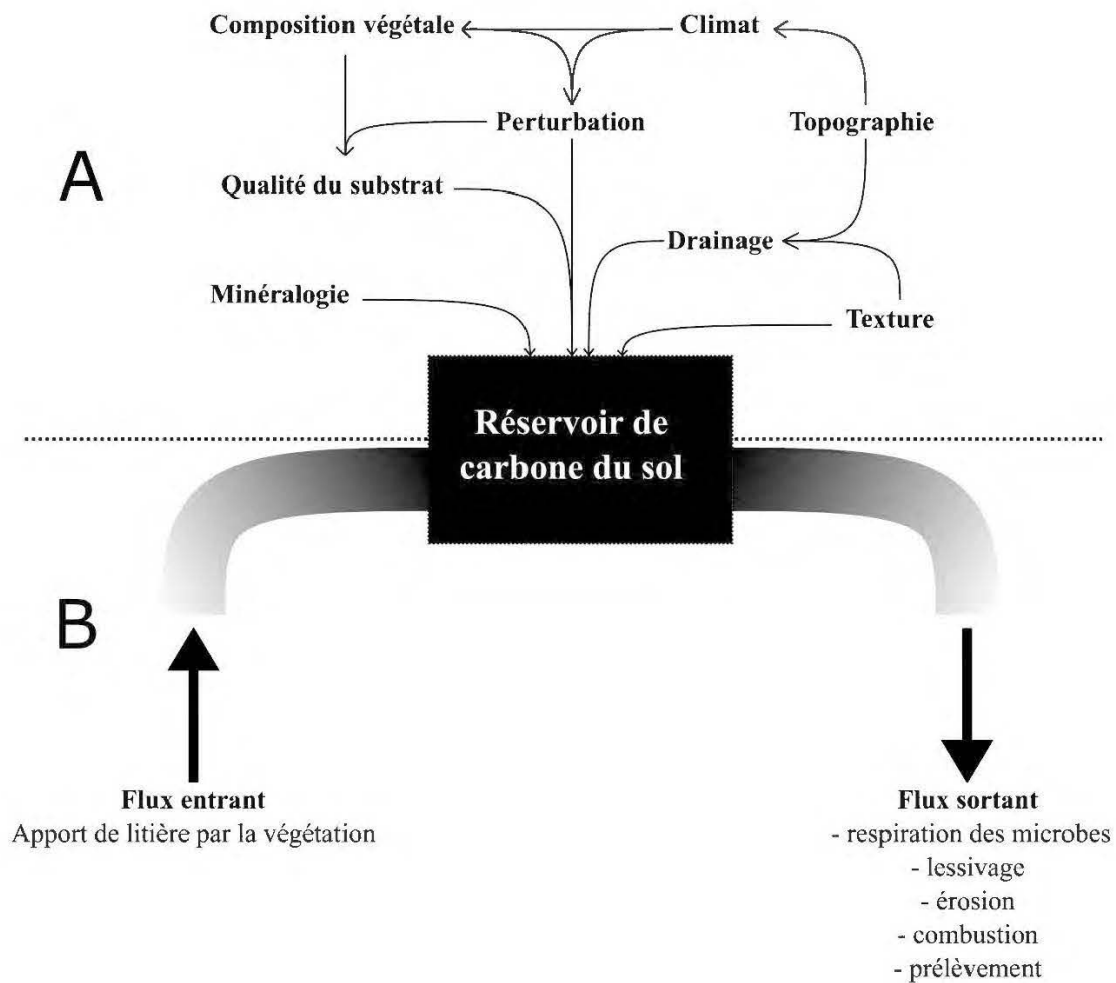 Composition végétale
Climat
Perturbation
Topographie
A
Qualité du substrat
Drainage
Minéralogie
Texture
Réservoir de
carbone du sol
B
Flux entrant
Apport de litière par la végétation
Flux sortant
- respiration des microbes
- lessivage
- érosion
- combustion
- prélèvement